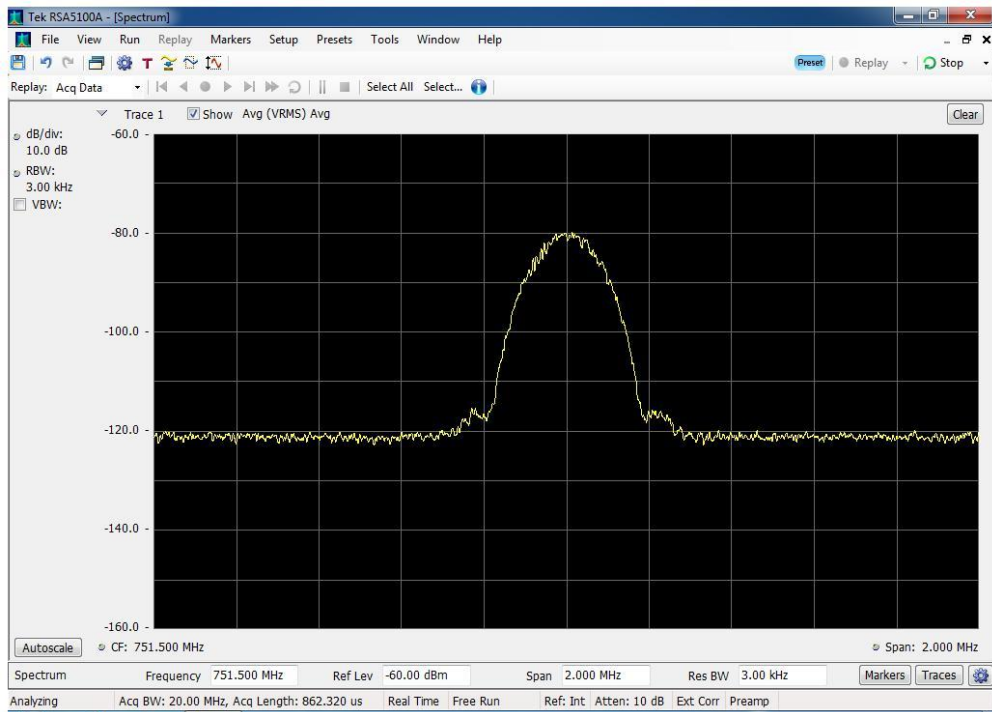 Tek RSA5100A - [Spectrum]
File View Run Replay Markers Setup Presets Tools Window Help
Preset Replay Stop
Replay: Acq Data Select All Select...
Trace 1 Show Avg (VRMS) Avg Clear
dB/div:
10.0 dB
RBW:
3.00 kHz
VBW:
-60.0
-80.0
-100.0
-120.0
-140.0
-160.0
Autoscale CF: 751.500 MHz Span: 2.000 MHz
Spectrum Frequency 751.500 MHz Ref Lev -60.00 dBm Span 2.000 MHz Res BW 3.00 kHz Markers Traces
Analyzing Acq BW: 20.00 MHz, Acq Length: 862.320 us Real Time Free Run Ref: Int Atten: 10 dB Ext Corr Preamp